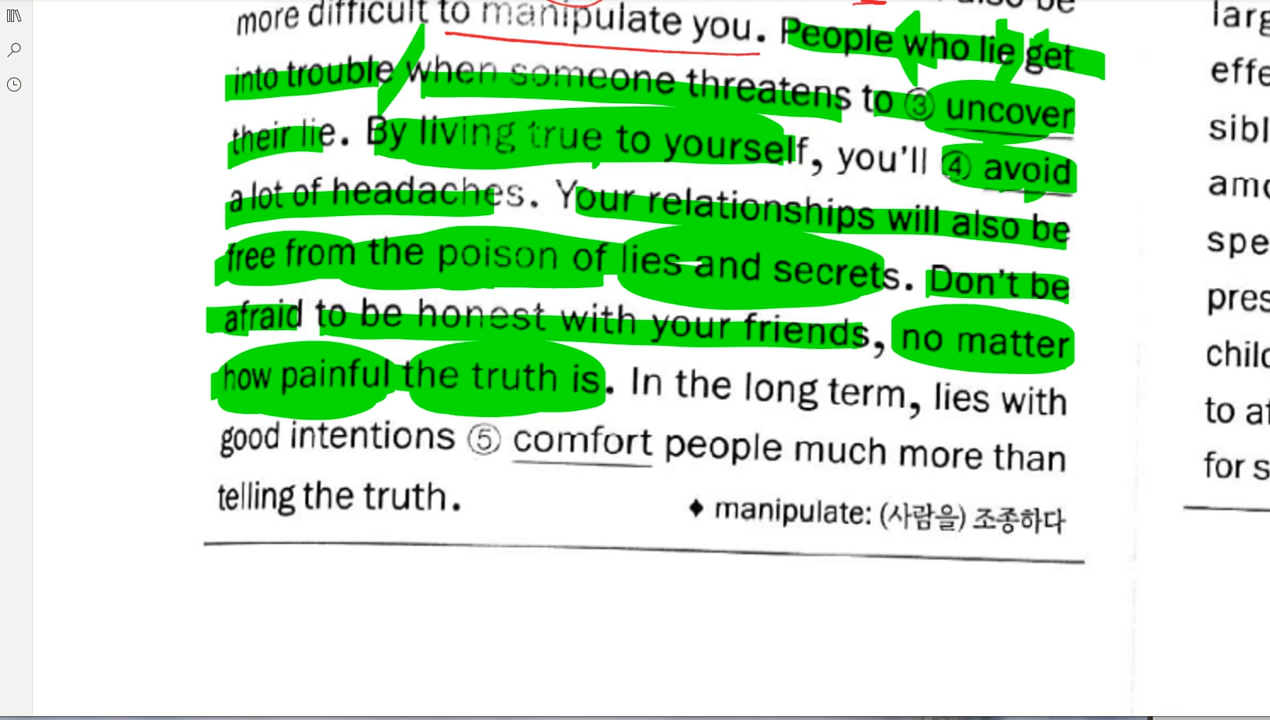 more difficult to manipulate you. People who lie get
into trouble when someone threatens to ③ uncover
their lie. By living true to yourself, you'll ④ avoid
a lot of headaches. Your relationships will also be
free from the poison of lies and secrets. Don't be
afraid to be honest with your friends, no matter
how painful the truth is. In the long term, lies with
good intentions ⑤ comfort people much more than
telling the truth.
♦ manipulate: (사람을) 조종하다
to
for